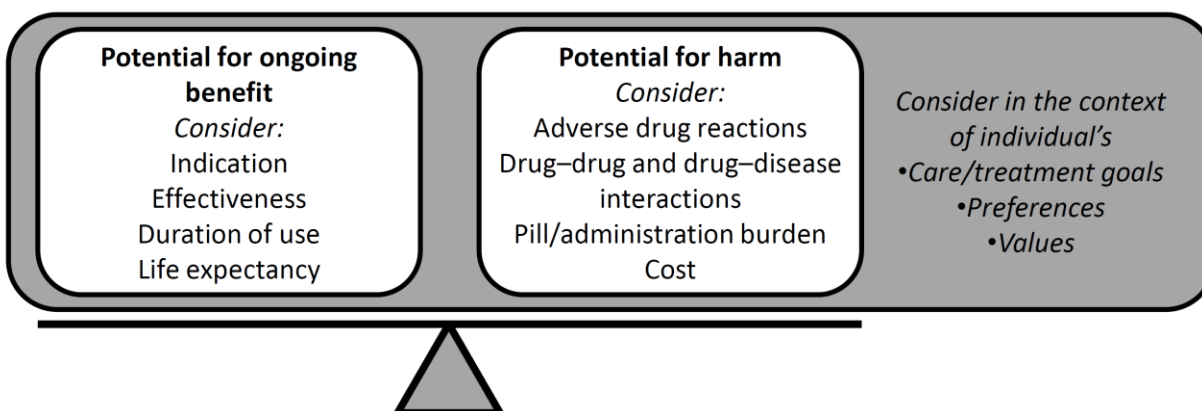 Potential for ongoing
benefit
Consider:
Indication
Effectiveness
Duration of use
Life expectancy
Potential for harm
Consider:
Adverse drug reactions
Drug–drug and drug–disease
interactions
Pill/administration burden
Cost
Consider in the context
of individual’s
•Care/treatment goals
•Preferences
•Values